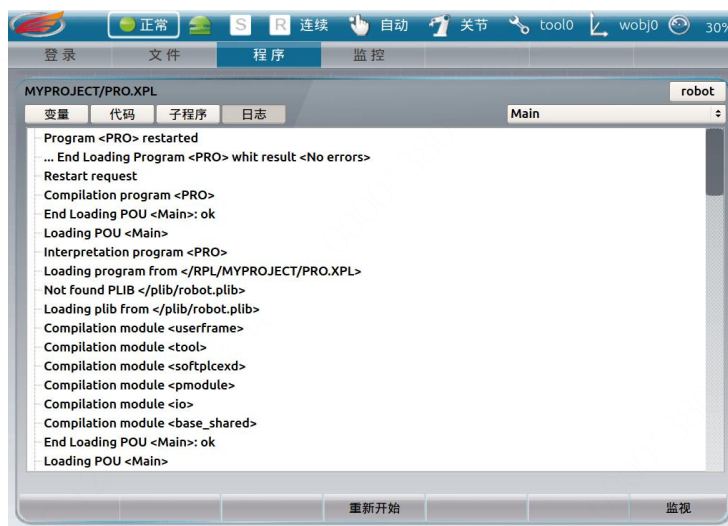 正常 S R 连续 自动 关节 tool0 wobj0 30%
登录 文件 程序 监控
MYPROJECT/PRO.XPL robot
变量 代码 子程序 日志 Main
Program <PRO> restarted
... End Loading Program <PRO> whit result <No errors>
Restart request
Compilation program <PRO>
End Loading POU <Main>: ok
Loading POU <Main>
Interpretation program <PRO>
Loading program from </RPL/MYPROJECT/PRO.XPL>
Not found PLIB </plib/robot.plib>
Loading plib from </plib/robot.plib>
Compilation module <userframe>
Compilation module <tool>
Compilation module <softplcexd>
Compilation module <pmodule>
Compilation module <io>
Compilation module <base_shared>
End Loading POU <Main>: ok
Loading POU <Main>
重新开始 监视